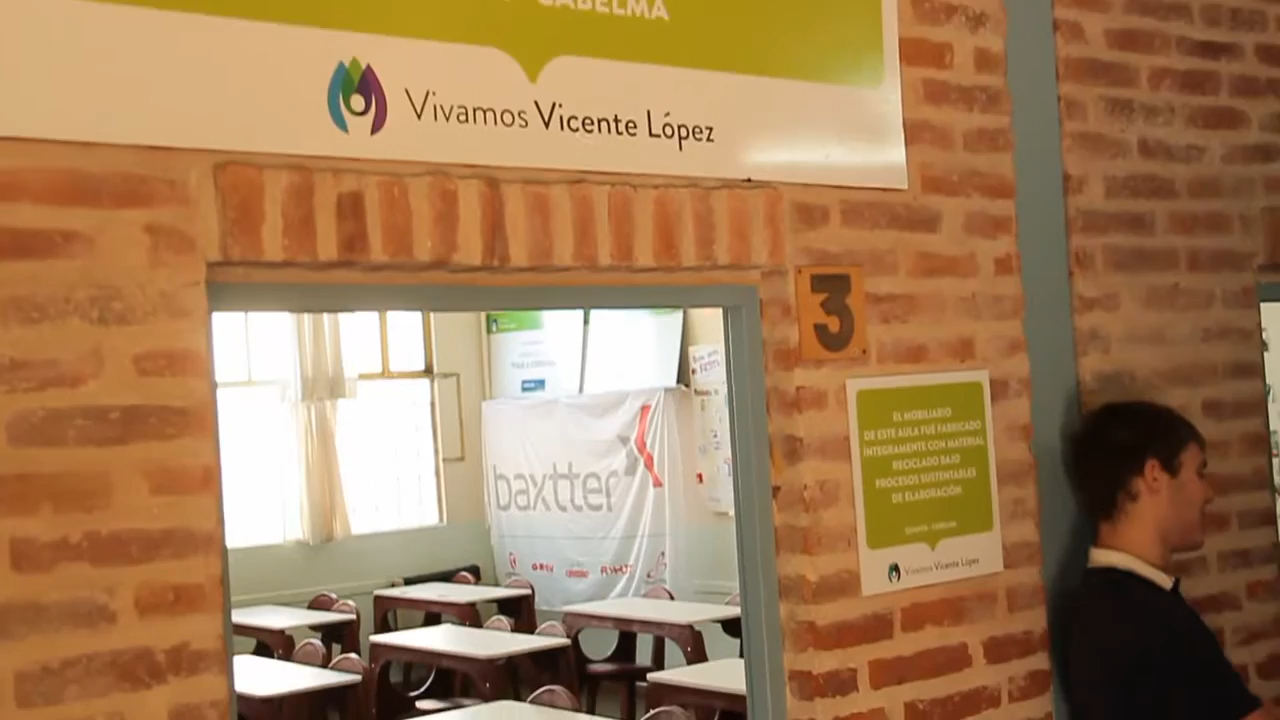 CABELMA
Vivamos Vicente López
3
baxtter
EL MOBILIARIO
DE ESTE AULA FUE FABRICADO
ÍNTEGRAMENTE CON MATERIAL
RECICLADO BAJO
PROCESOS SUSTENTABLES
DE ELABORACIÓN.
Vivamos Vicente López